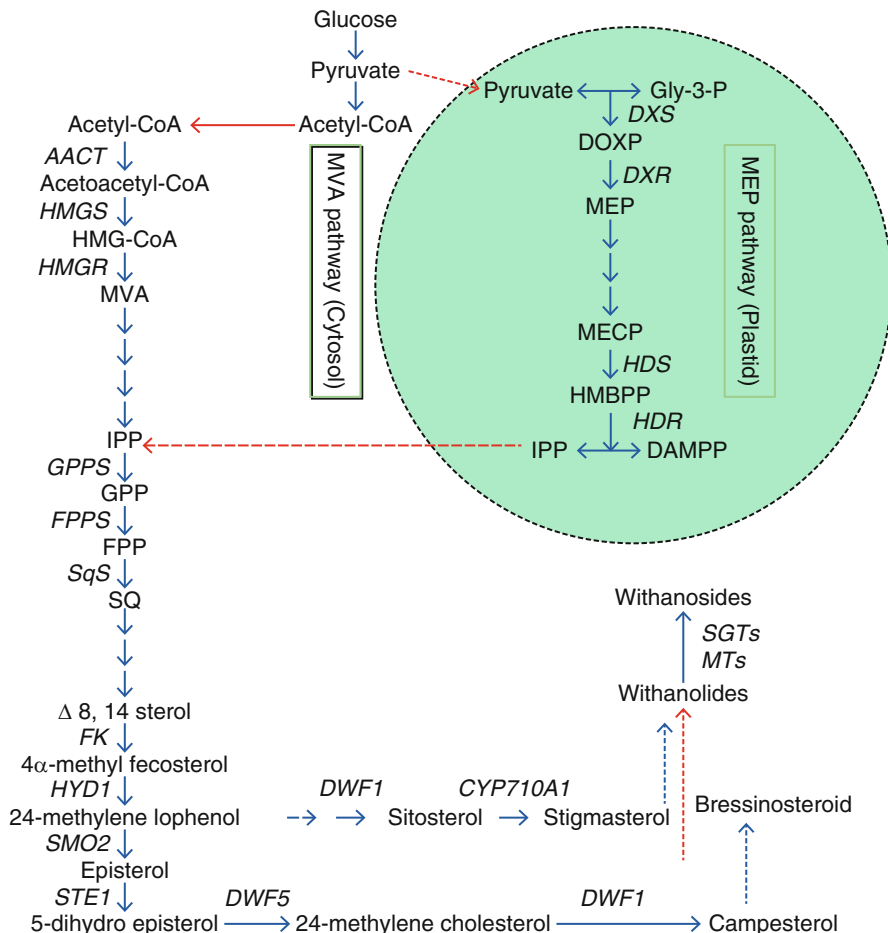 Glucose
Pyruvate
Acetyl-CoA
Acetyl-CoA
AACT
Acetoacetyl-CoA
HMGS
HMG-CoA
HMGR
MVA
MVA pathway (Cytosol)
Pyruvate
Gly-3-P
DXS
DOXP
DXR
MEP
MECP
HDS
HMBPP
HDR
IPP
DAMPP
MEP pathway (Plastid)
IPP
GPPS
GPP
FPPS
FPP
SqS
SQ
Δ 8, 14 sterol
FK
4α-methyl fecosterol
HYD1
24-methylene lophenol
DWF1
Sitosterol
CYP710A1
Stigmasterol
Withanosides
SGTs
MTs
Withanolides
Bressinosteroid
SMO2
Episterol
STE1
5-dihydro episterol
DWF5
24-methylene cholesterol
DWF1
Campesterol